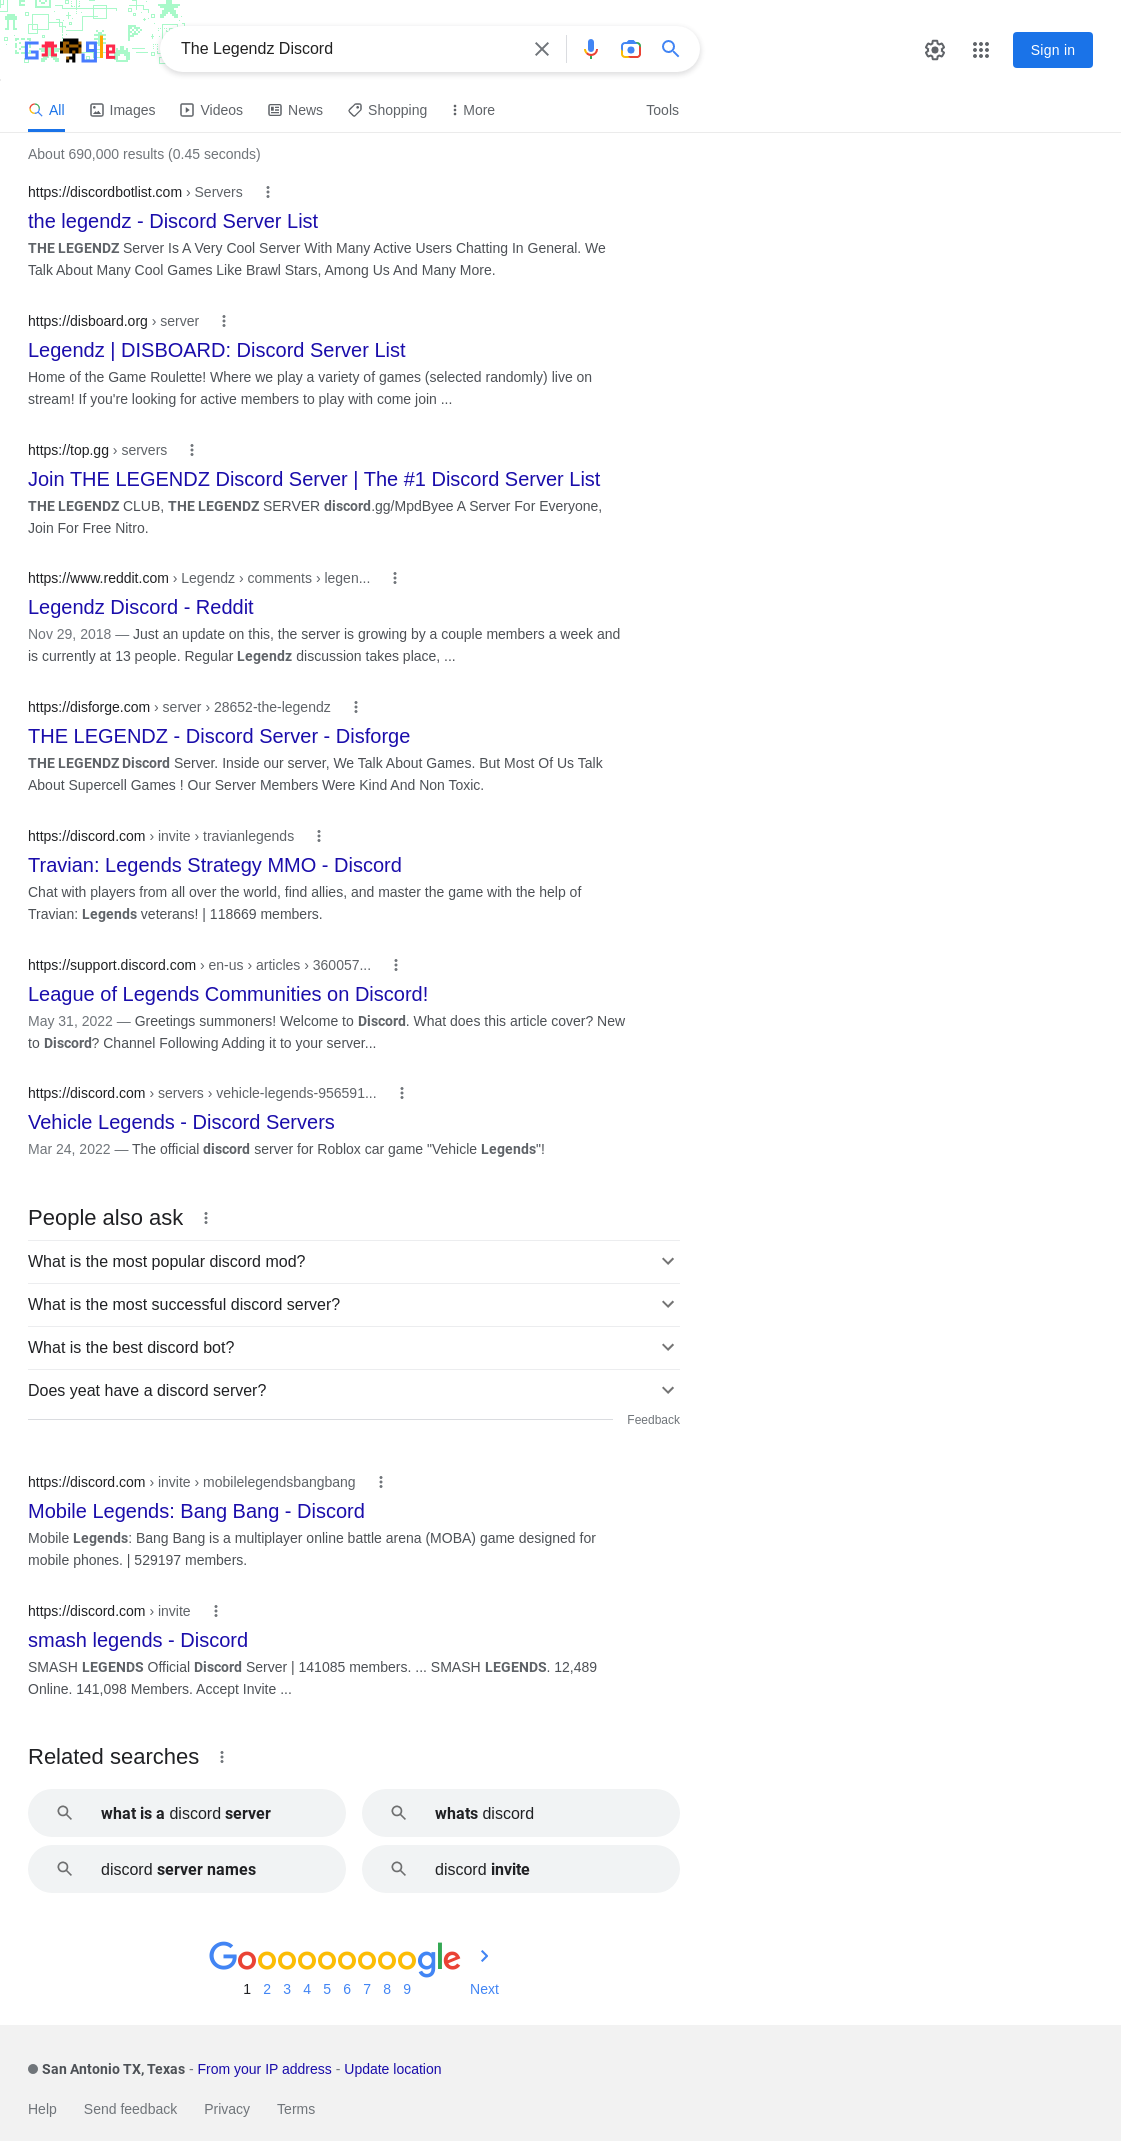 Google
The Legendz Discord
Sign in
All Images Videos News Shopping More Tools
About 690,000 results (0.45 seconds)
https://discordbotlist.com › Servers
the legendz - Discord Server List
THE LEGENDZ Server Is A Very Cool Server With Many Active Users Chatting In General. We
Talk About Many Cool Games Like Brawl Stars, Among Us And Many More.
https://disboard.org › server
Legendz | DISBOARD: Discord Server List
Home of the Game Roulette! Where we play a variety of games (selected randomly) live on
stream! If you're looking for active members to play with come join ...
https://top.gg › servers
Join THE LEGENDZ Discord Server | The #1 Discord Server List
THE LEGENDZ CLUB, THE LEGENDZ SERVER discord.gg/MpdByee A Server For Everyone,
Join For Free Nitro.
https://www.reddit.com › Legendz › comments › legen...
Legendz Discord - Reddit
Nov 29, 2018 — Just an update on this, the server is growing by a couple members a week and
is currently at 13 people. Regular Legendz discussion takes place, ...
https://disforge.com › server › 28652-the-legendz
THE LEGENDZ - Discord Server - Disforge
THE LEGENDZ Discord Server. Inside our server, We Talk About Games. But Most Of Us Talk
About Supercell Games ! Our Server Members Were Kind And Non Toxic.
https://discord.com › invite › travianlegends
Travian: Legends Strategy MMO - Discord
Chat with players from all over the world, find allies, and master the game with the help of
Travian: Legends veterans! | 118669 members.
https://support.discord.com › en-us › articles › 360057...
League of Legends Communities on Discord!
May 31, 2022 — Greetings summoners! Welcome to Discord. What does this article cover? New
to Discord? Channel Following Adding it to your server...
https://discord.com › servers › vehicle-legends-956591...
Vehicle Legends - Discord Servers
Mar 24, 2022 — The official discord server for Roblox car game "Vehicle Legends"!
People also ask
What is the most popular discord mod?
What is the most successful discord server?
What is the best discord bot?
Does yeat have a discord server?
Feedback
https://discord.com › invite › mobilelegendsbangbang
Mobile Legends: Bang Bang - Discord
Mobile Legends: Bang Bang is a multiplayer online battle arena (MOBA) game designed for
mobile phones. | 529197 members.
https://discord.com › invite
smash legends - Discord
SMASH LEGENDS Official Discord Server | 141085 members. ... SMASH LEGENDS. 12,489
Online. 141,098 Members. Accept Invite ...
Related searches
what is a discord server
whats discord
discord server names
discord invite
Goooooooooogle
1 2 3 4 5 6 7 8 9 Next
San Antonio TX, Texas - From your IP address - Update location
Help Send feedback Privacy Terms